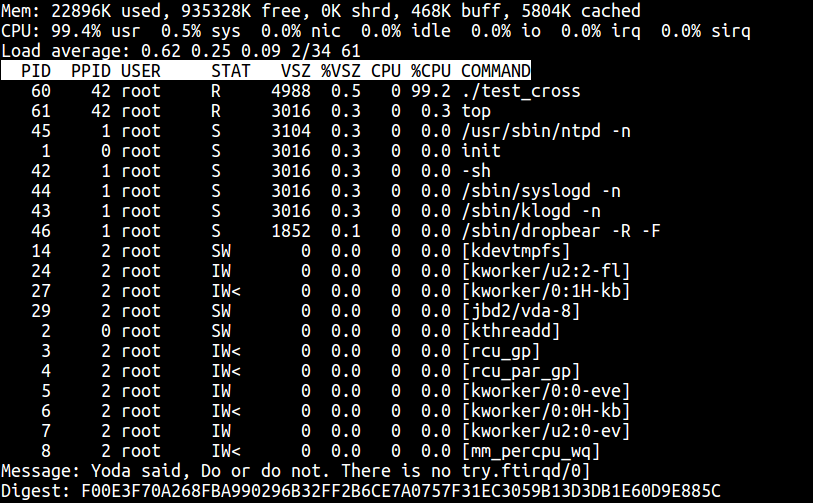 Mem: 22896K used, 935328K free, 0K shrd, 468K buff, 5804K cached
CPU: 99.4% usr  0.5% sys  0.0% nic  0.0% idle  0.0% io  0.0% irq  0.0% sirq
Load average: 0.62 0.25 0.09 2/34 61
  PID  PPID USER     STAT   VSZ %VSZ CPU %CPU COMMAND
   60    42 root     R     4988  0.5   0 99.2 ./test_cross
   61    42 root     R     3016  0.3   0  0.3 top
   45     1 root     S     3104  0.3   0  0.0 /usr/sbin/ntpd -n
    1     0 root     S     3016  0.3   0  0.0 init
   42     1 root     S     3016  0.3   0  0.0 -sh
   44     1 root     S     3016  0.3   0  0.0 /sbin/syslogd -n
   43     1 root     S     3016  0.3   0  0.0 /sbin/klogd -n
   46     1 root     S     1852  0.1   0  0.0 /sbin/dropbear -R -F
   14     2 root     SW       0  0.0   0  0.0 [kdevtmpfs]
   24     2 root     IW       0  0.0   0  0.0 [kworker/u2:2-fl]
   27     2 root     IW<      0  0.0   0  0.0 [kworker/0:1H-kb]
   29     2 root     SW       0  0.0   0  0.0 [jbd2/vda-8]
    2     0 root     SW       0  0.0   0  0.0 [kthreadd]
    3     2 root     IW<      0  0.0   0  0.0 [rcu_gp]
    4     2 root     IW<      0  0.0   0  0.0 [rcu_par_gp]
    5     2 root     IW       0  0.0   0  0.0 [kworker/0:0-eve]
    6     2 root     IW<      0  0.0   0  0.0 [kworker/0:0H-kb]
    7     2 root     IW       0  0.0   0  0.0 [kworker/u2:0-ev]
    8     2 root     IW<      0  0.0   0  0.0 [mm_percpu_wq]
Message: Yoda said, Do or do not. There is no try.ftirqd/0]
Digest: F00E3F70A268FBA990296B32FF2B6CE7A0757F31EC3059B13D3DB1E60D9E885C